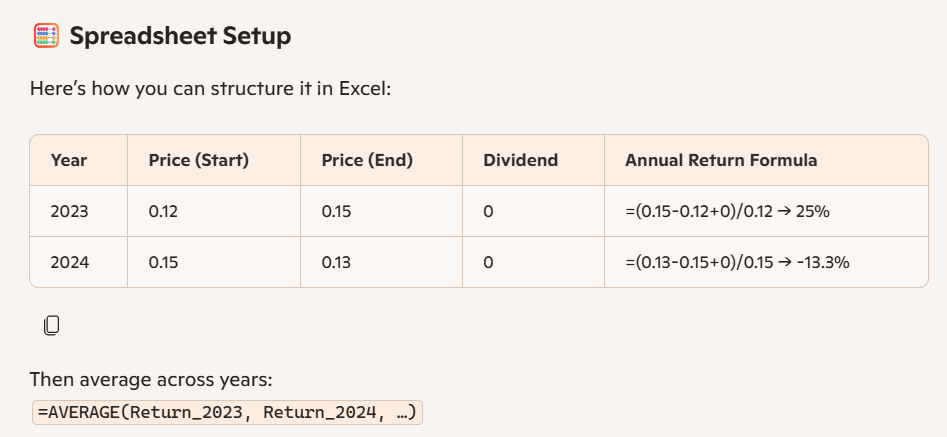 Spreadsheet Setup
Here's how you can structure it in Excel:
Year Price (Start) Price (End) Dividend Annual Return Formula
2023 0.12 0.15 0 =(0.15-0.12+0)/0.12 → 25%
2024 0.15 0.13 0 =(0.13-0.15+0)/0.15 → -13.3%
Then average across years:
=AVERAGE(Return_2023, Return_2024, …)